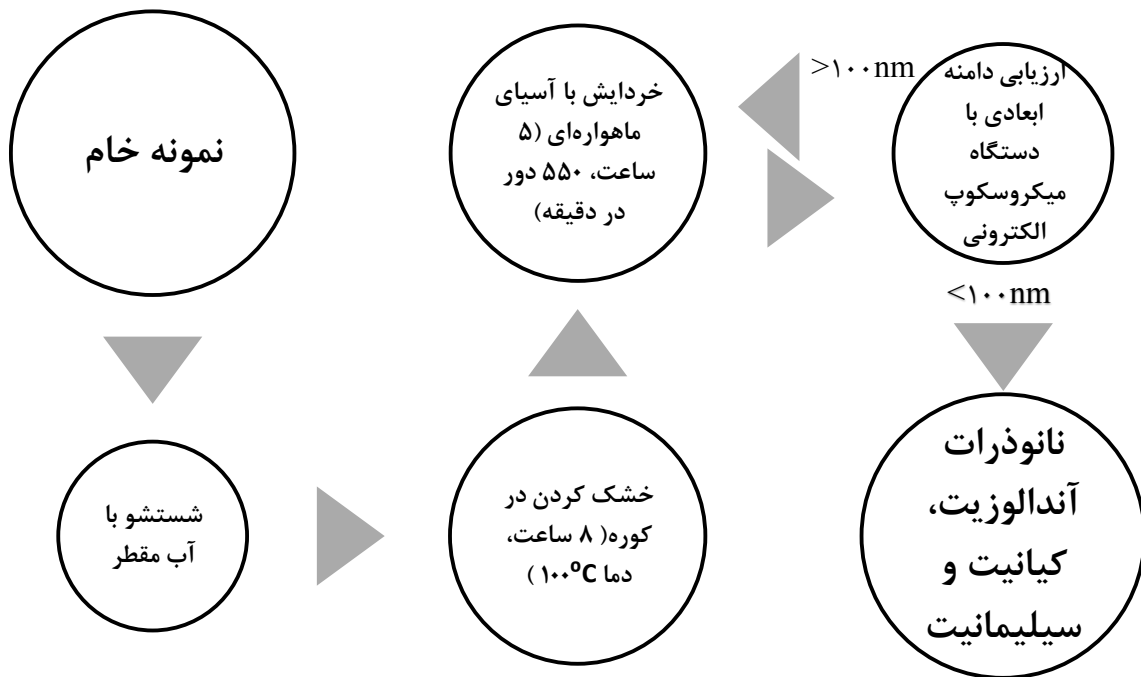 نمونه خام
شستشو با
آب مقطر
خشک کردن در
کوره( ۸ ساعت،
دما ۱۰۰⁰C )
خردایش با آسیای
ماهواره‌ای (۵
ساعت، ۵۵۰ دور
در دقیقه)
>۱۰۰nm
ارزیابی دامنه
ابعادی با
دستگاه
میکروسکوپ
الکترونی
<۱۰۰nm
نانوذرات
آندالوزیت،
کیانیت و
سیلیمانیت